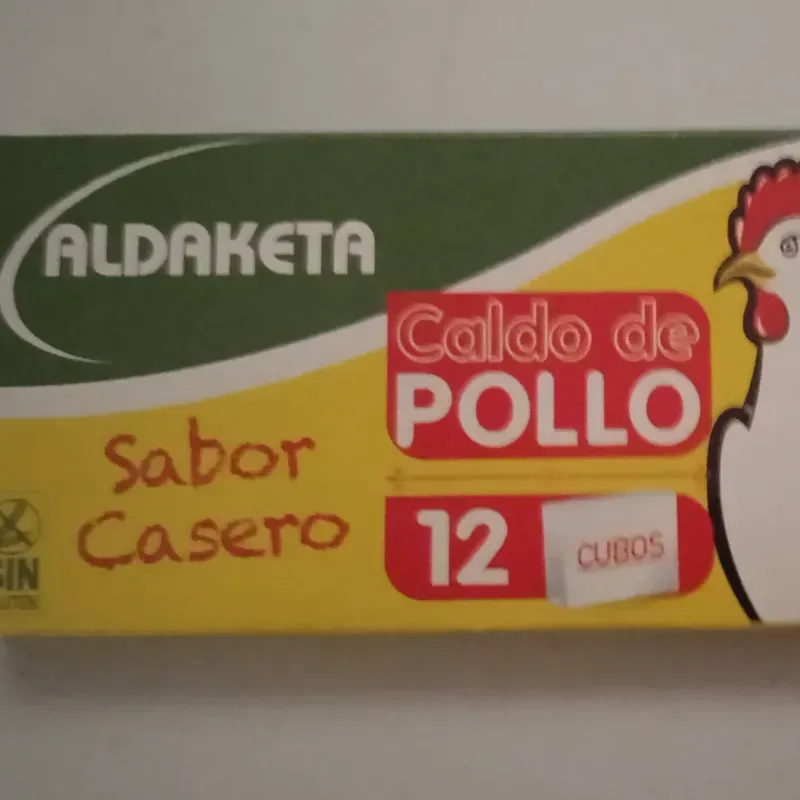 ALDAKETA
Caldo de
POLLO
Sabor
Casero
12
CUBOS
SIN